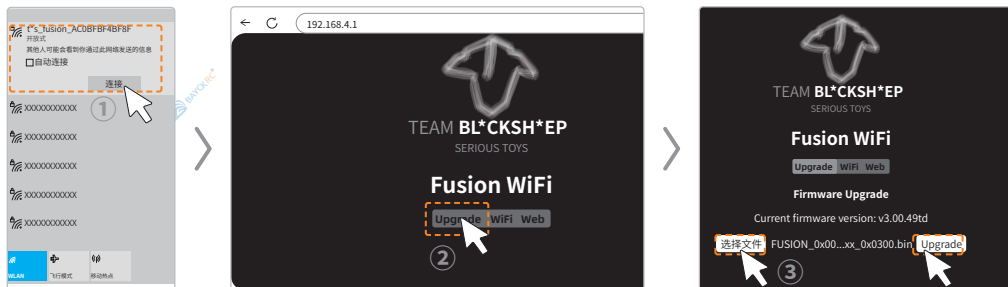 t"s_fusion_AC0BFBF4BF8F
开放式
其他人可能会看到你通过此网络发送的信息
自动连接
连接
①
XXXXXXXXXXX
XXXXXXXXXXX
XXXXXXXXXXX
XXXXXXXXXXX
XXXXXXXXXXX
WLAN
飞行模式
移动热点
BAYCKRC®
192.168.4.1
TEAM BL*CKSH*EP
SERIOUS TOYS
Fusion WiFi
Upgrade WiFi Web
②
TEAM BL*CKSH*EP
SERIOUS TOYS
Fusion WiFi
Upgrade WiFi Web
Firmware Upgrade
Current firmware version: v3.00.49td
选择文件 FUSION_0x00...xx_0x0300.bin Upgrade
③